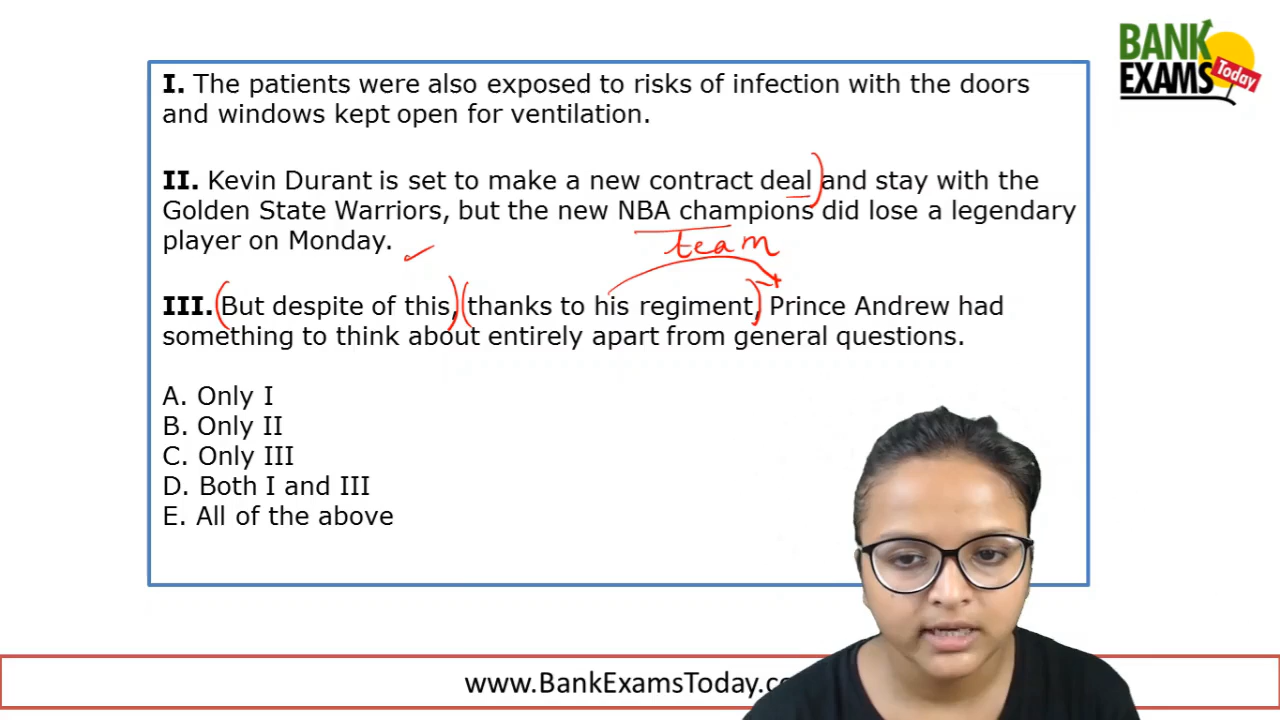 BANK
EXAMS
Today
I. The patients were also exposed to risks of infection with the doors
and windows kept open for ventilation.
II. Kevin Durant is set to make a new contract deal and stay with the
Golden State Warriors, but the new NBA champions did lose a legendary
player on Monday.
team
III. But despite of this, thanks to his regiment, Prince Andrew had
something to think about entirely apart from general questions.
A. Only I
B. Only II
C. Only III
D. Both I and III
E. All of the above
www.BankExamsToday.c